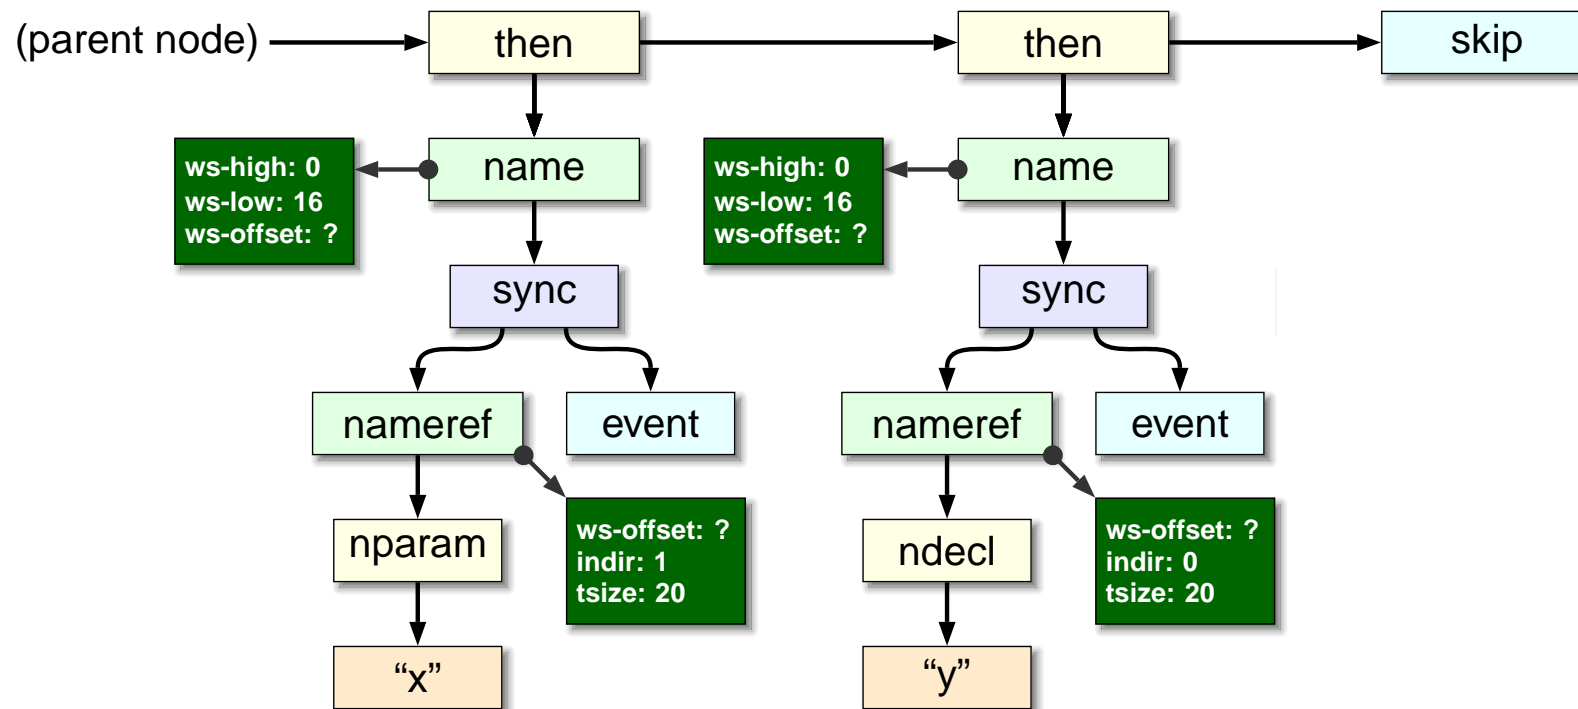 (parent node)
then
then
skip
ws-high: 0
ws-low: 16
ws-offset: ?
name
ws-high: 0
ws-low: 16
ws-offset: ?
name
sync
sync
nameref
event
nameref
event
nparam
ws-offset: ?
indir: 1
tsize: 20
ndecl
ws-offset: ?
indir: 0
tsize: 20
“x”
“y”